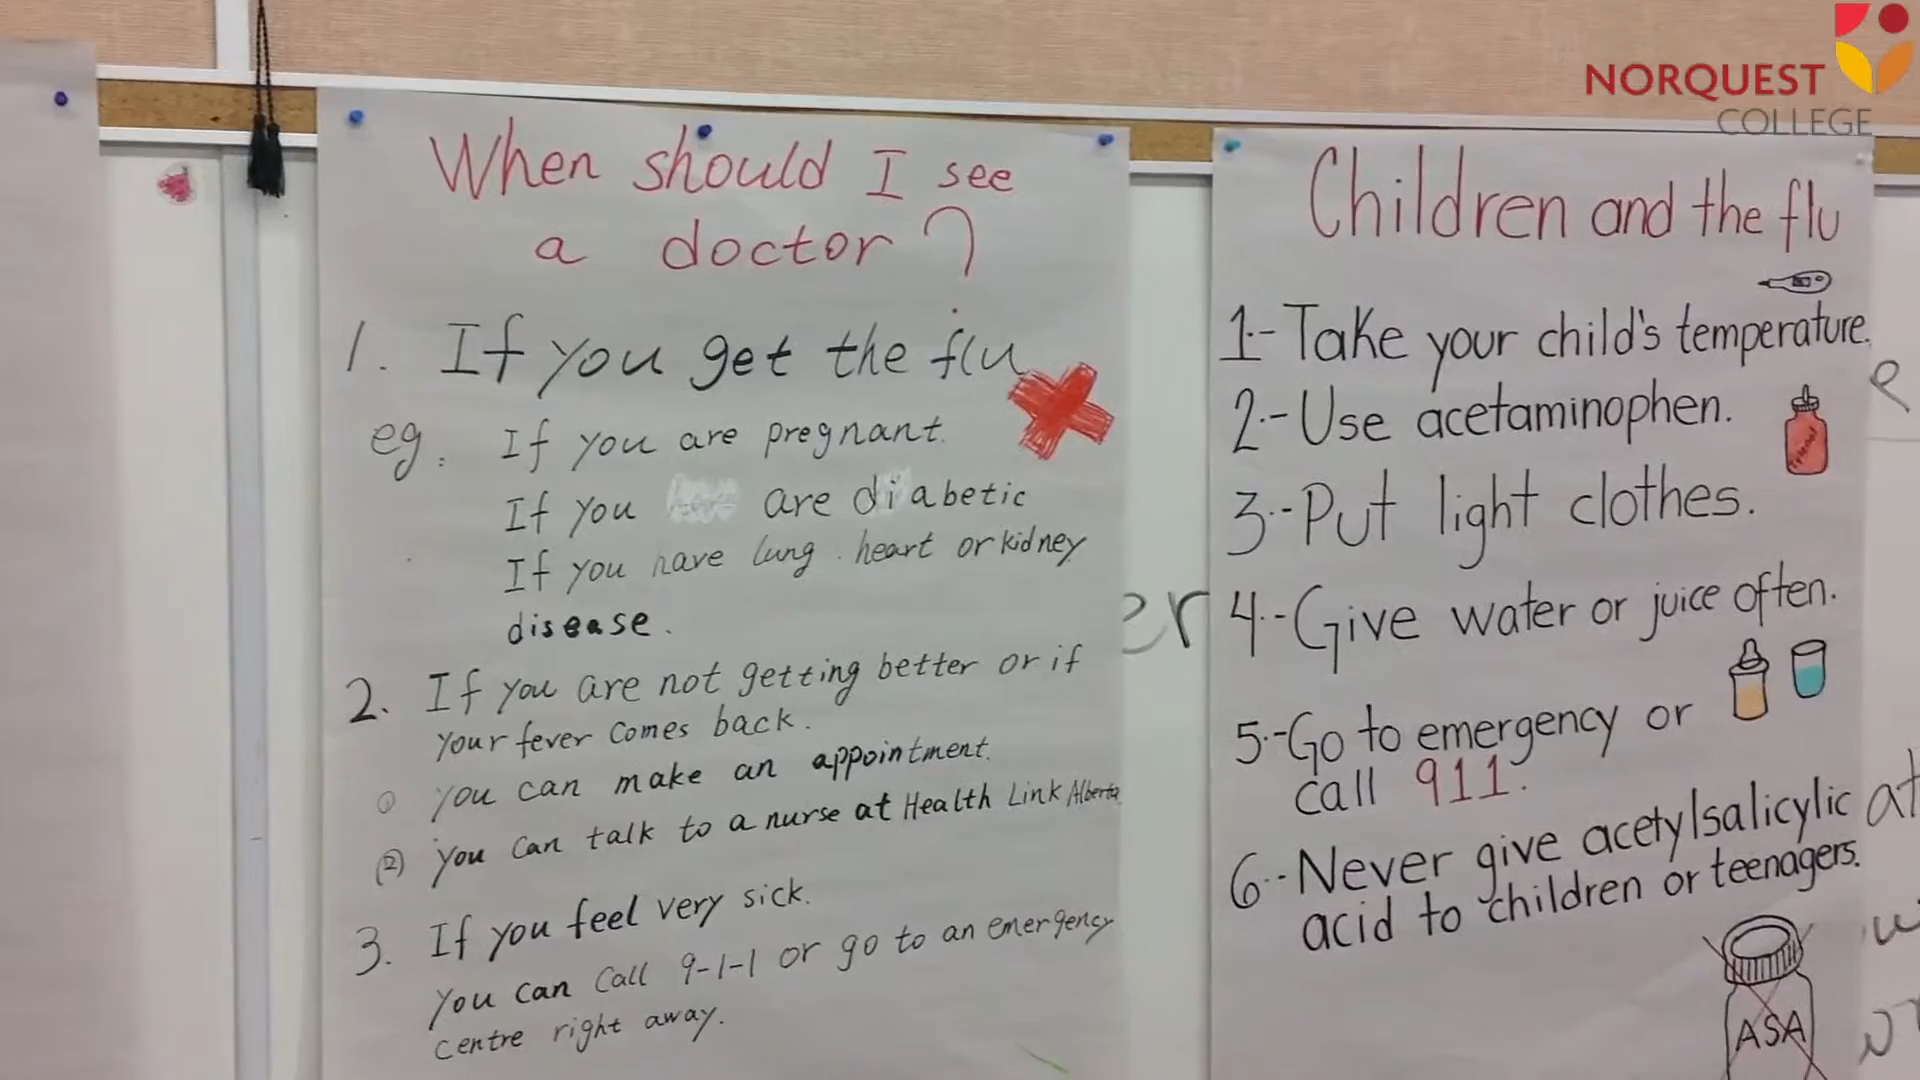 NORQUEST
COLLEGE
When should I see
a doctor?
1. If you get the flu
eg. If you are pregnant.
If you are diabetic
If you have lung. heart or kidney
disease.
2. If you are not getting better or if
your fever comes back.
① you can make an appointment.
② you can talk to a nurse at Health Link Alberta
3. If you feel very sick.
you can call 9-1-1 or go to an emergency
centre right away.
Children and the flu
1.-Take your child's temperature.
2.-Use acetaminophen.
3.-Put light clothes.
4.-Give water or juice often.
5.-Go to emergency or
call 911.
6.-Never give acetylsalicylic
acid to children or teenagers.
ASA
er
at